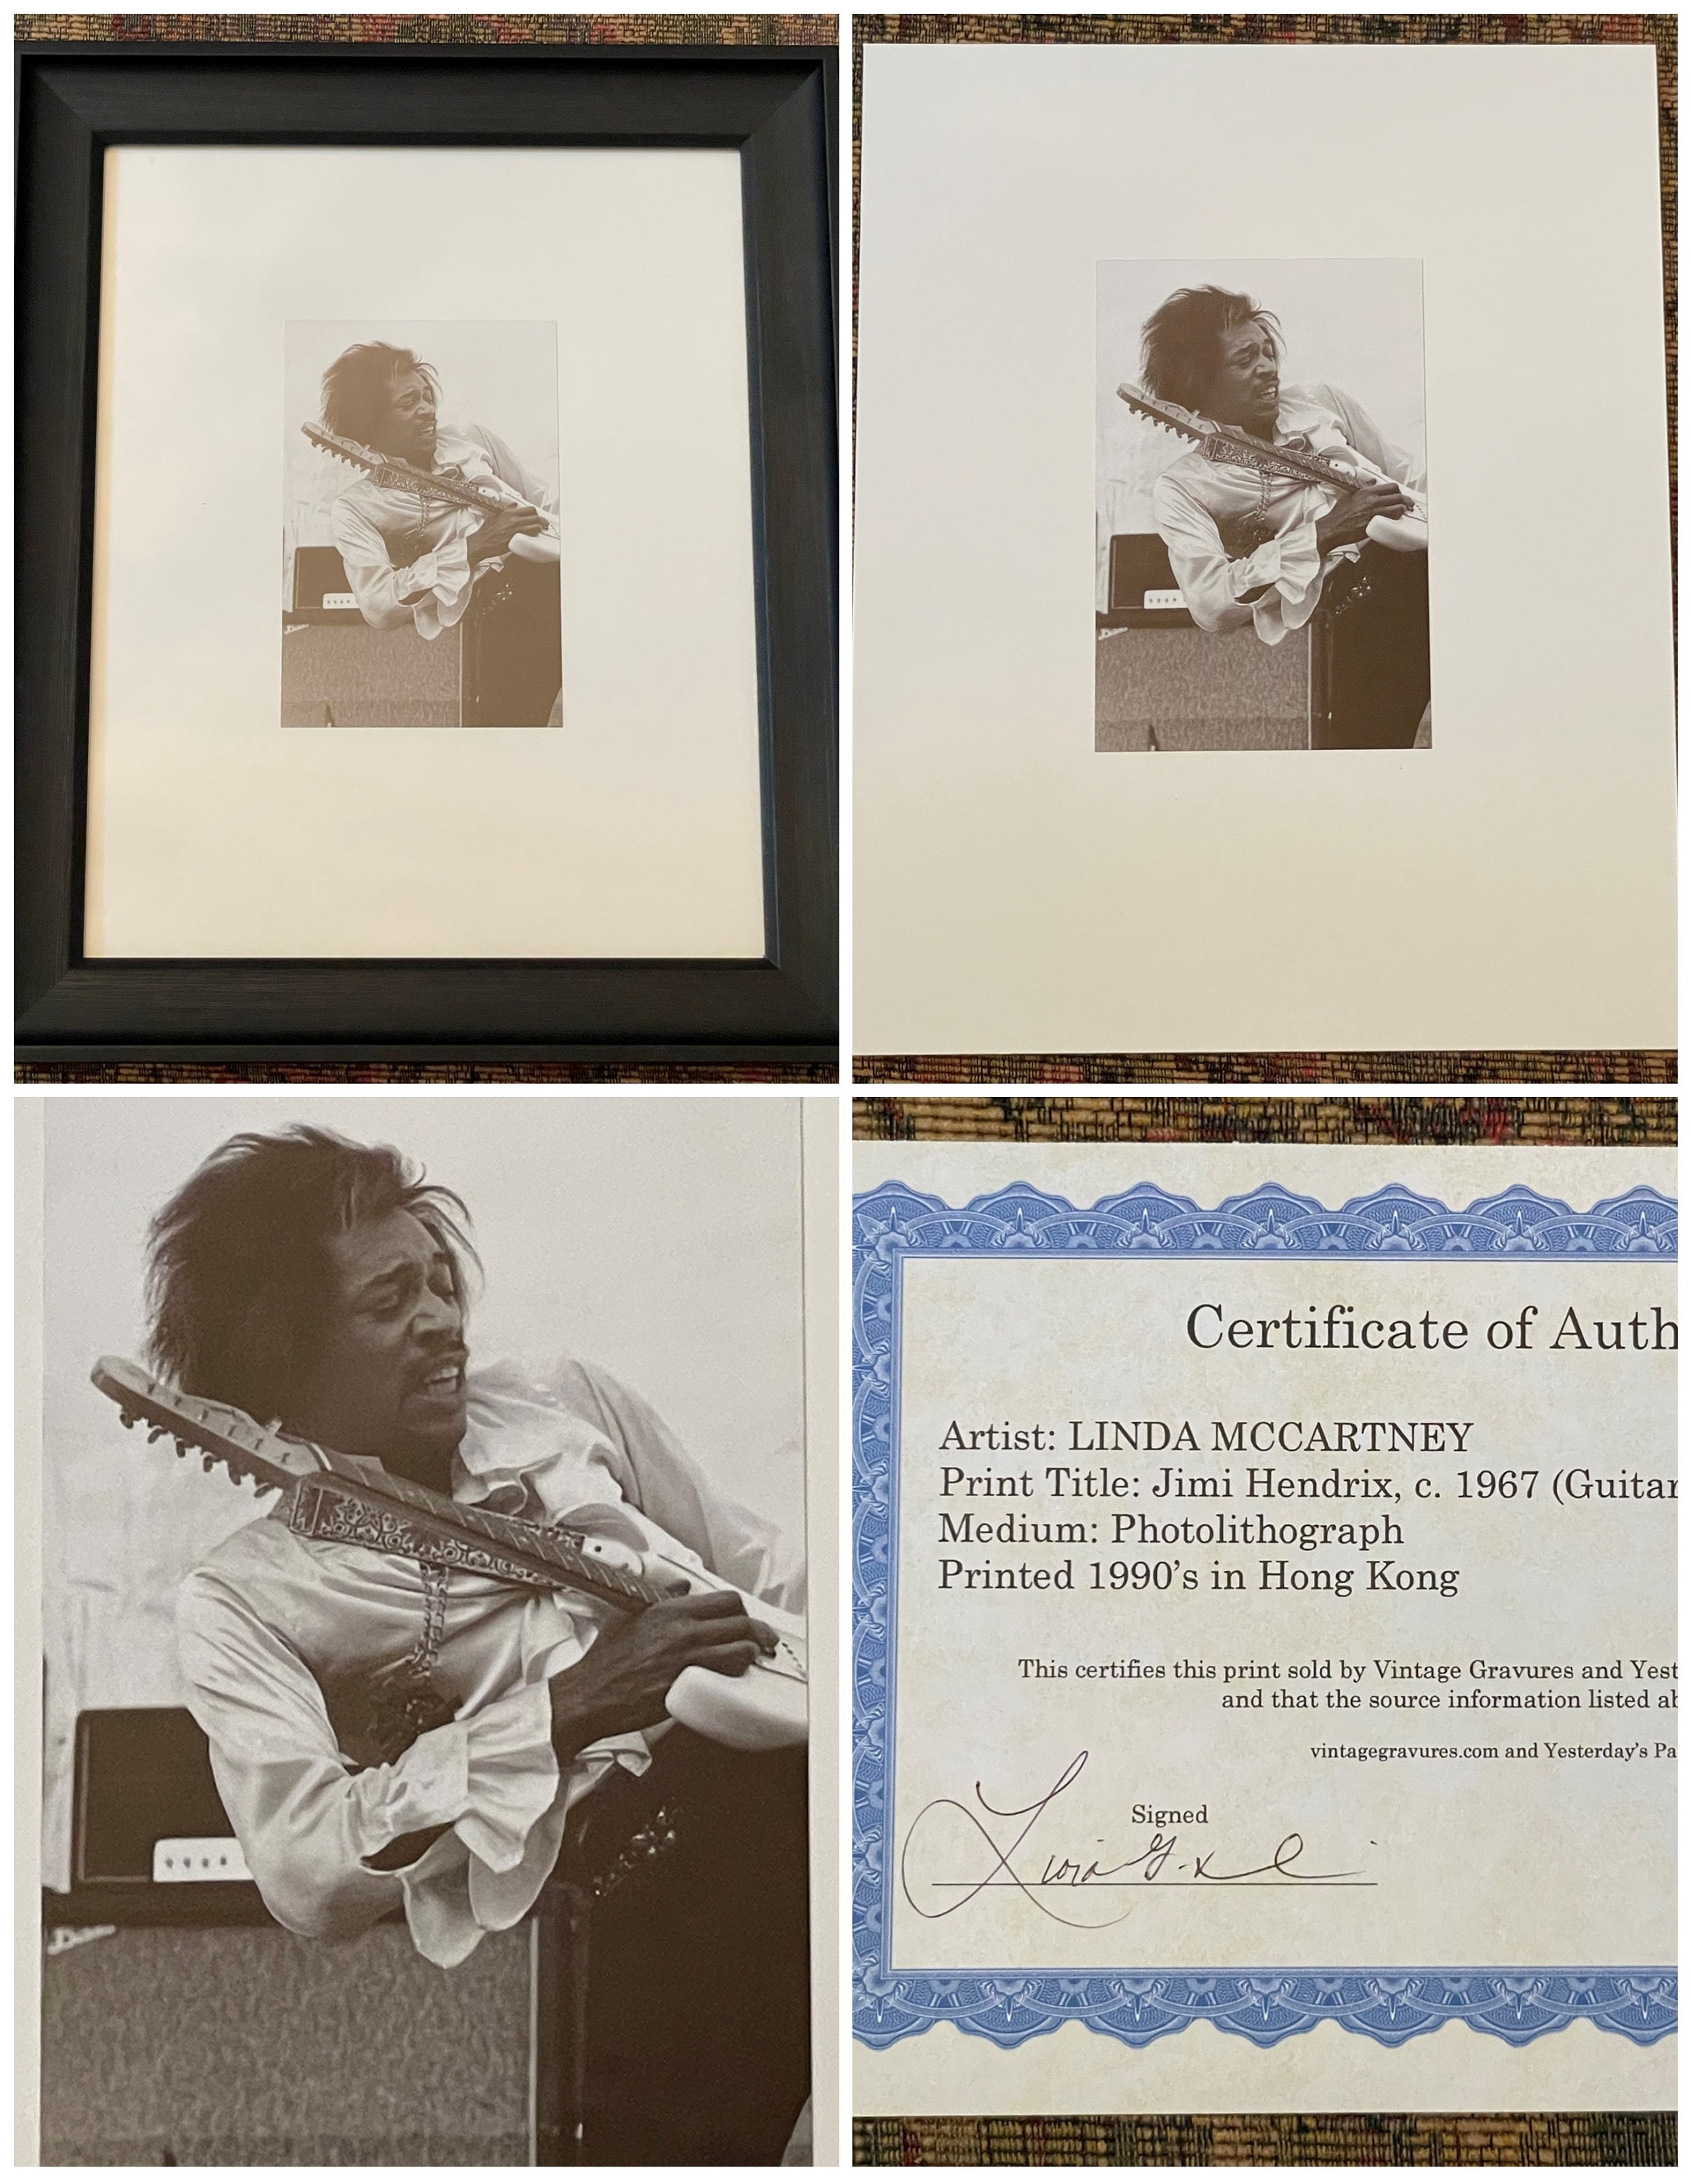 Certificate of Auth
Artist: LINDA MCCARTNEY
Print Title: Jimi Hendrix, c. 1967 (Guitar
Medium: Photolithograph
Printed 1990's in Hong Kong
This certifies this print sold by Vintage Gravures and Yest
and that the source information listed ab
vintagegravures.com and Yesterday's Pa
Signed